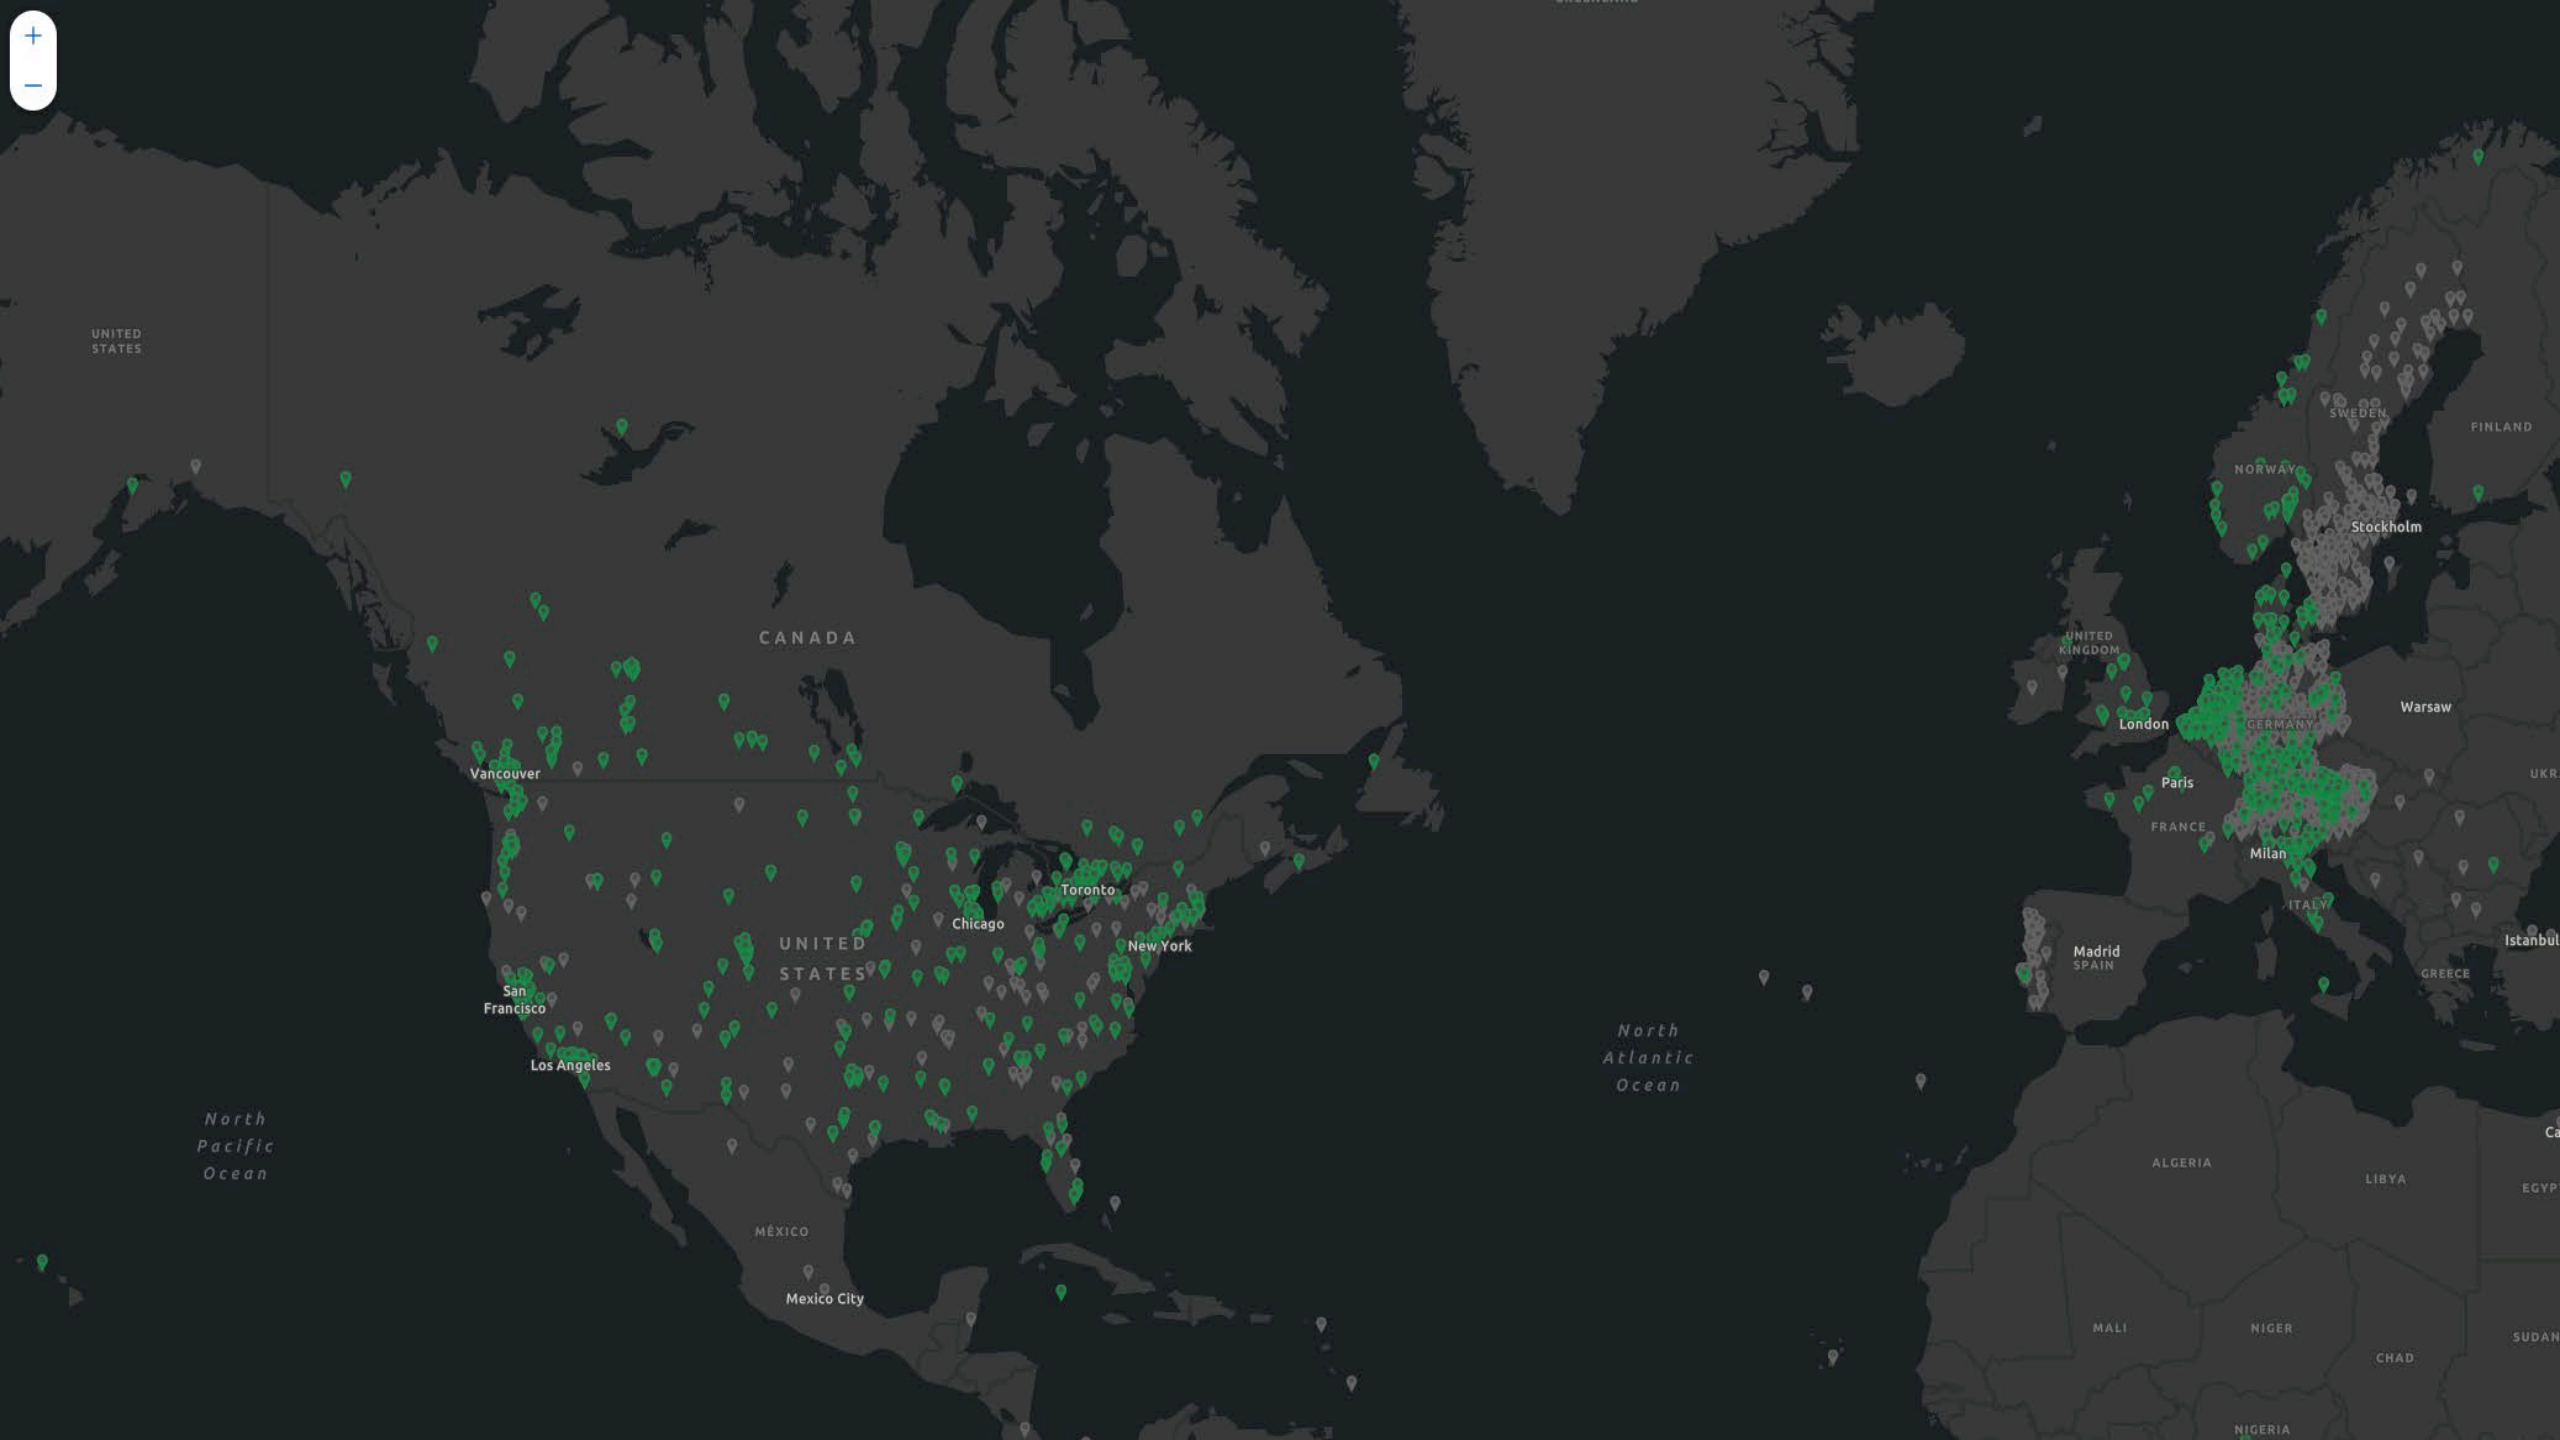 +
−
UNITED
STATES
CANADA
Vancouver
UNITED
STATES
Toronto
Chicago
New York
San
Francisco
Los Angeles
North
Pacific
Ocean
MÉXICO
Mexico City
North
Atlantic
Ocean
SWEDEN
FINLAND
NORWAY
Stockholm
UNITED
KINGDOM
London
GERMANY
Warsaw
Paris
UKR
FRANCE
Milan
ITALY
Madrid
SPAIN
Istanbul
GREECE
Ca
ALGERIA
LIBYA
EGYP
MALI
NIGER
SUDAN
CHAD
NIGERIA